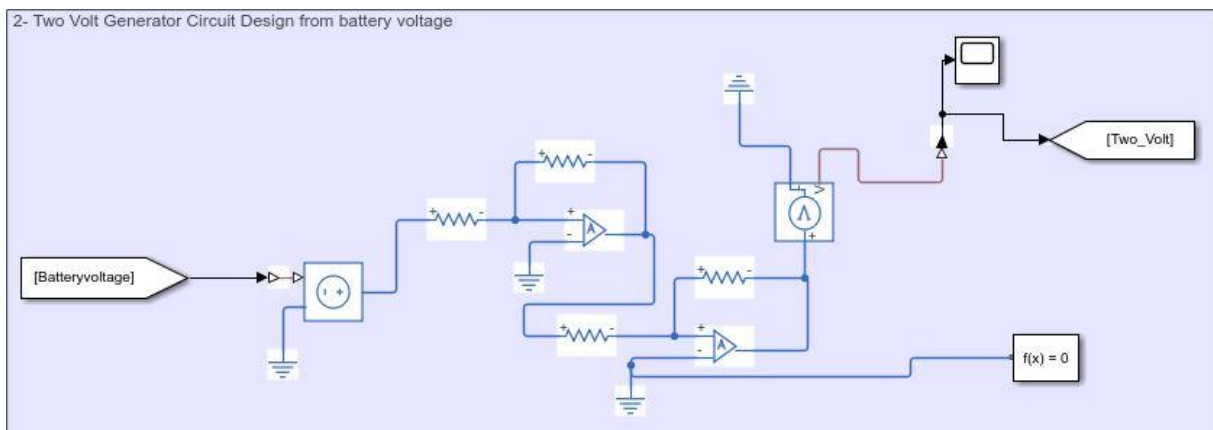 2- Two Volt Generator Circuit Design from battery voltage
[Two_Volt]
[Batteryvoltage]
f(x) = 0